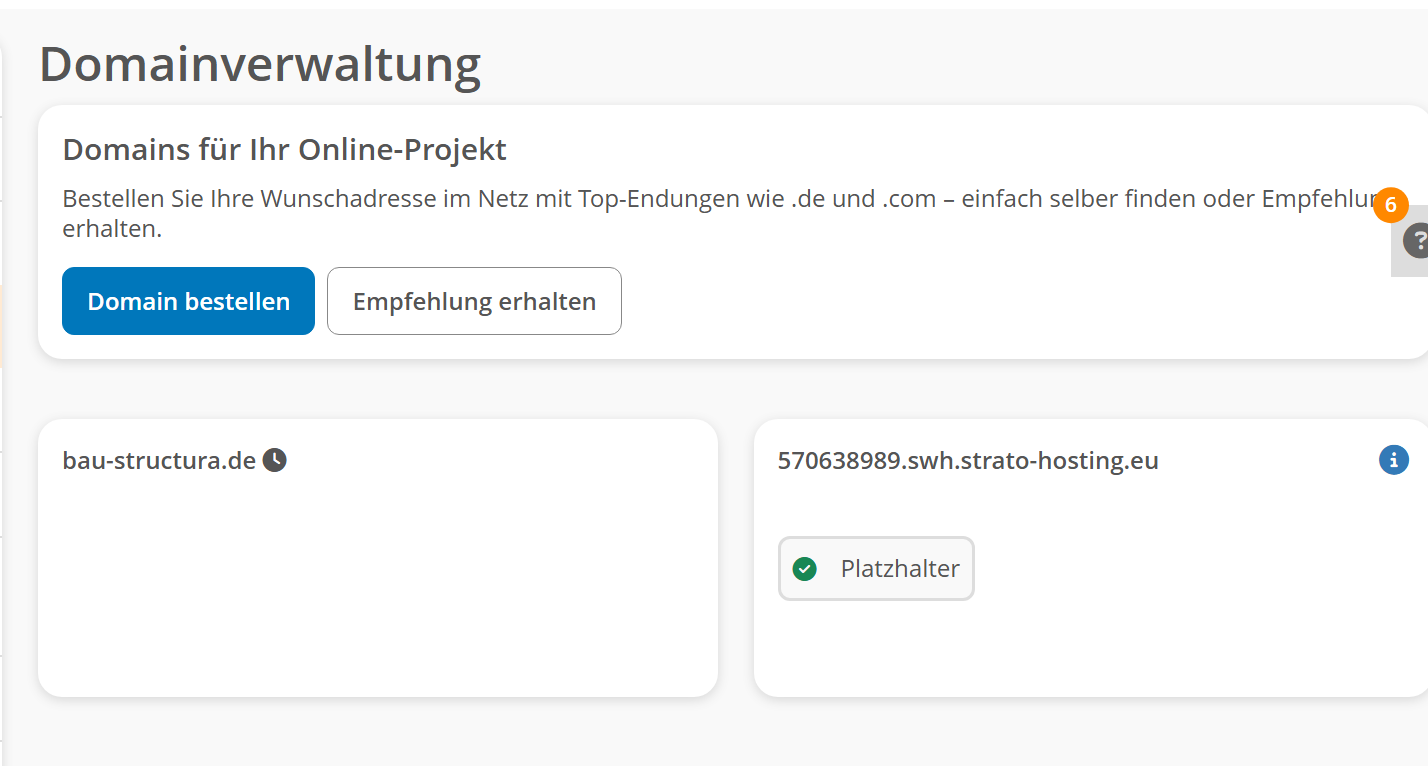 Domainverwaltung
Domains für Ihr Online-Projekt
Bestellen Sie Ihre Wunschadresse im Netz mit Top-Endungen wie .de und .com – einfach selber finden oder
erhalten.
6
?
Domain bestellen
Empfehlung erhalten
bau-structura.de
570638989.swh.strato-hosting.eu
i
Platzhalter